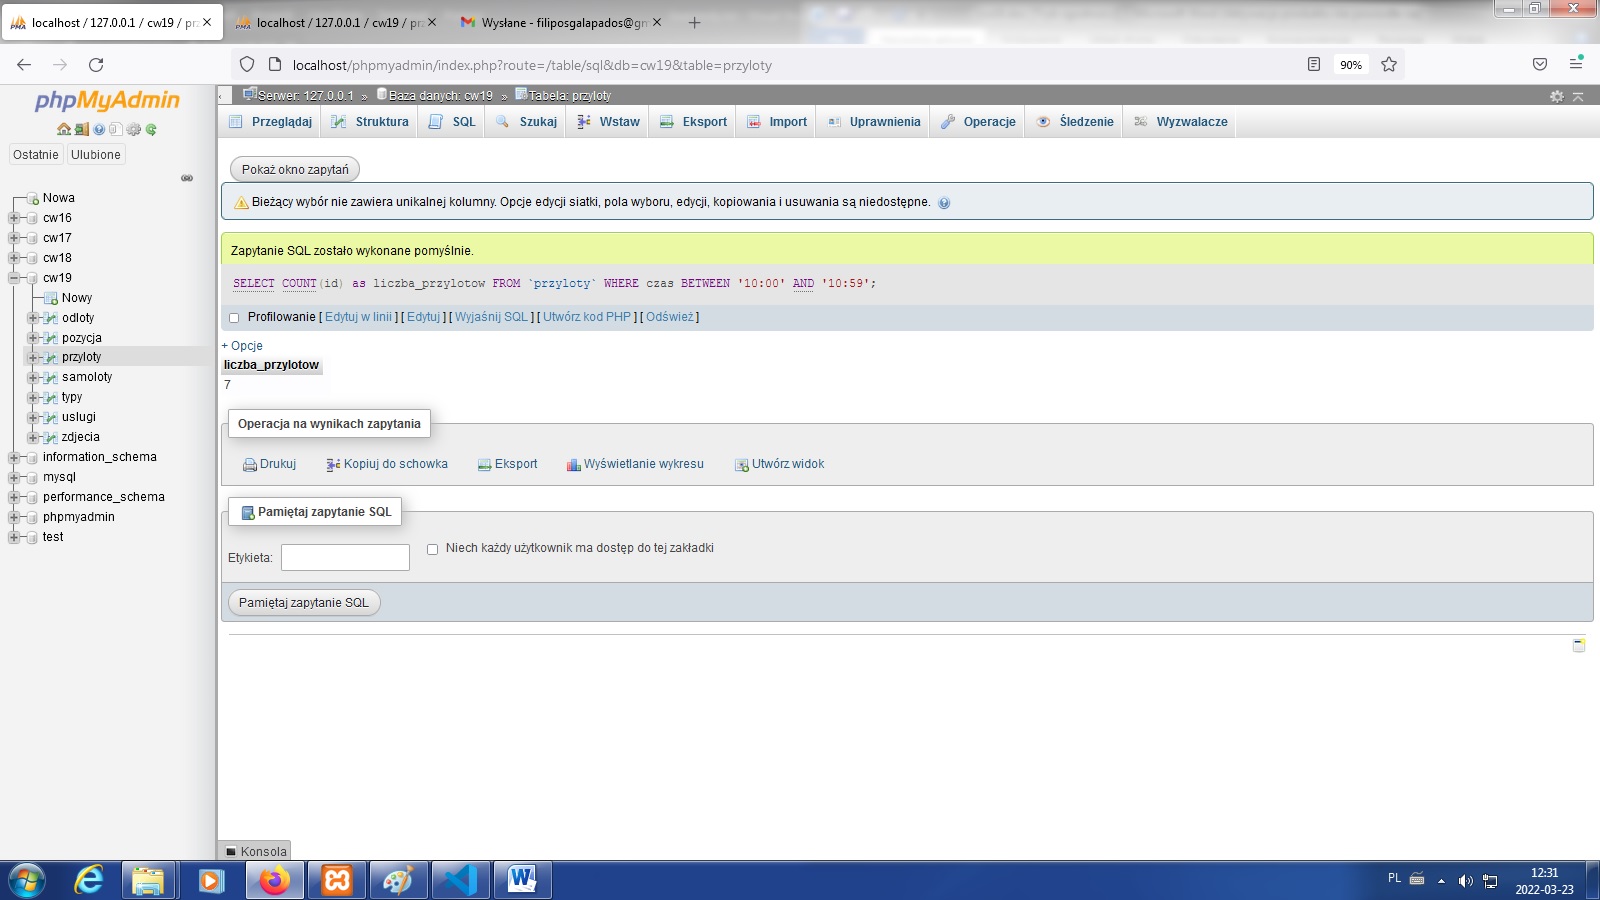 localhost / 127.0.0.1 / cw19 / prz
localhost / 127.0.0.1 / cw19 / prz
Wysłane - filiposgalapados@gm
localhost/phpmyadmin/index.php?route=/table/sql&db=cw19&table=przyloty
90%
phpMyAdmin
Ostatnie
Ulubione
Nowa
cw16
cw17
cw18
cw19
Nowy
odloty
pozycja
przyloty
samoloty
typy
uslugi
zdjecia
information_schema
mysql
performance_schema
phpmyadmin
test
Serwer: 127.0.0.1 » Baza danych: cw19 » Tabela: przyloty
Przeglądaj
Struktura
SQL
Szukaj
Wstaw
Eksport
Import
Uprawnienia
Operacje
Śledzenie
Wyzwalacze
Pokaż okno zapytań
Bieżący wybór nie zawiera unikalnej kolumny. Opcje edycji siatki, pola wyboru, edycji, kopiowania i usuwania są niedostępne.
Zapytanie SQL zostało wykonane pomyślnie.
SELECT COUNT(id) as liczba_przylotow FROM `przyloty` WHERE czas BETWEEN '10:00' AND '10:59';
Profilowanie [ Edytuj w linii ] [ Edytuj ] [ Wyjaśnij SQL ] [ Utwórz kod PHP ] [ Odśwież ]
+ Opcje
liczba_przylotow
7
Operacja na wynikach zapytania
Drukuj
Kopiuj do schowka
Eksport
Wyświetlanie wykresu
Utwórz widok
Pamiętaj zapytanie SQL
Etykieta:
Niech każdy użytkownik ma dostęp do tej zakładki
Pamiętaj zapytanie SQL
Konsola
PL
12:31
2022-03-23